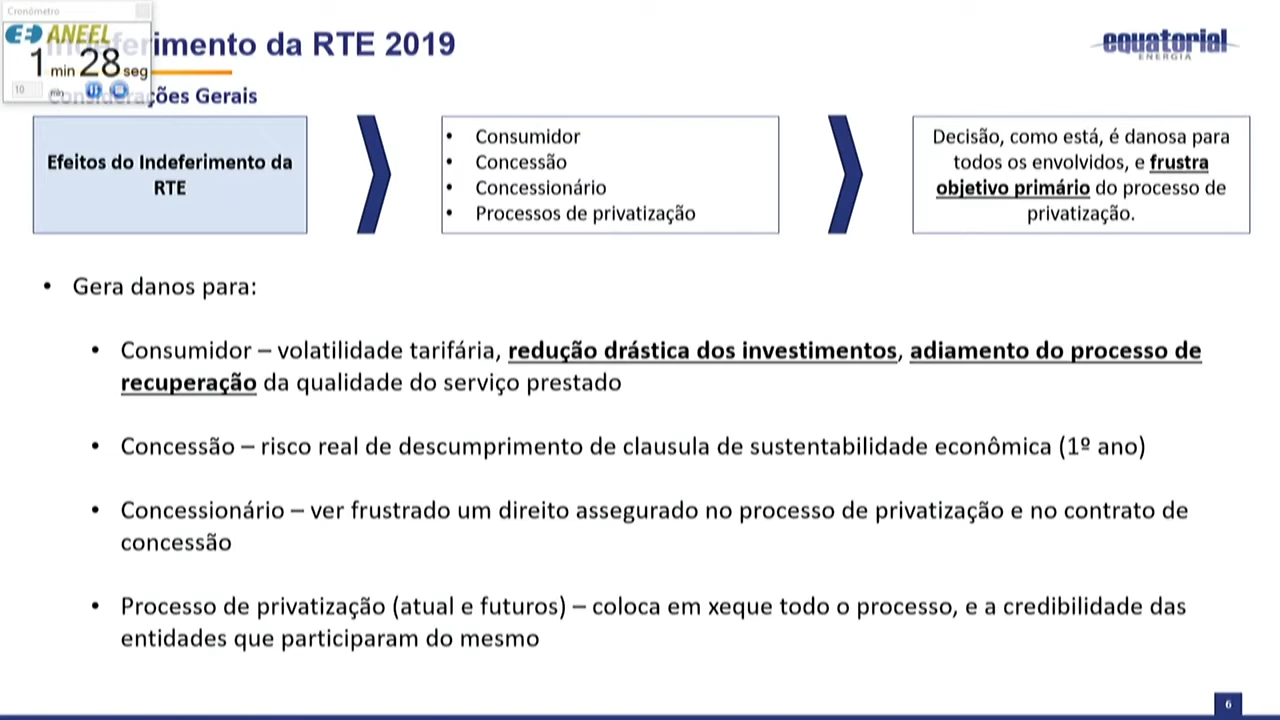 Cronômetro
ANEEL
Indeferimento da RTE 2019
equatorial
ENERGIA
1 min 28 seg
10 min
Considerações Gerais
Efeitos do Indeferimento da
RTE
• Consumidor
• Concessão
• Concessionário
• Processos de privatização
Decisão, como está, é danosa para
todos os envolvidos, e frustra
objetivo primário do processo de
privatização.
• Gera danos para:
• Consumidor – volatilidade tarifária, redução drástica dos investimentos, adiamento do processo de
recuperação da qualidade do serviço prestado
• Concessão – risco real de descumprimento de clausula de sustentabilidade econômica (1º ano)
• Concessionário – ver frustrado um direito assegurado no processo de privatização e no contrato de
concessão
• Processo de privatização (atual e futuros) – coloca em xeque todo o processo, e a credibilidade das
entidades que participaram do mesmo
6